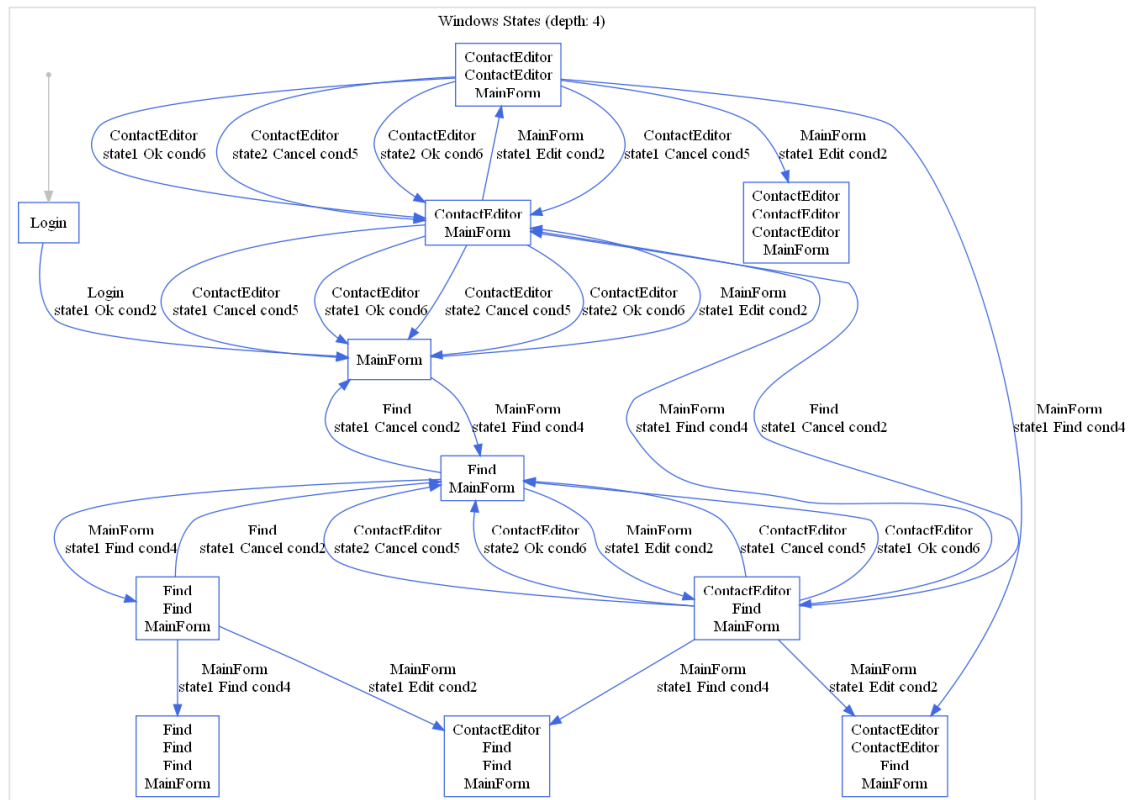 Windows States (depth: 4)
ContactEditor
ContactEditor
MainForm
ContactEditor
state1 Ok cond6
ContactEditor
state2 Cancel cond5
ContactEditor
state2 Ok cond6
MainForm
state1 Edit cond2
ContactEditor
state1 Cancel cond5
MainForm
state1 Edit cond2
Login
ContactEditor
MainForm
ContactEditor
ContactEditor
ContactEditor
MainForm
Login
state1 Ok cond2
ContactEditor
state1 Cancel cond5
ContactEditor
state1 Ok cond6
ContactEditor
state2 Cancel cond5
ContactEditor
state2 Ok cond6
MainForm
state1 Edit cond2
MainForm
Find
state1 Cancel cond2
MainForm
state1 Find cond4
MainForm
state1 Find cond4
Find
state1 Cancel cond2
MainForm
state1 Find cond4
Find
MainForm
MainForm
state1 Find cond4
Find
state1 Cancel cond2
ContactEditor
state2 Cancel cond5
ContactEditor
state2 Ok cond6
MainForm
state1 Edit cond2
ContactEditor
state1 Cancel cond5
ContactEditor
state1 Ok cond6
Find
Find
MainForm
ContactEditor
Find
MainForm
MainForm
state1 Find cond4
MainForm
state1 Edit cond2
MainForm
state1 Find cond4
MainForm
state1 Edit cond2
Find
Find
Find
MainForm
ContactEditor
Find
Find
MainForm
ContactEditor
ContactEditor
Find
MainForm